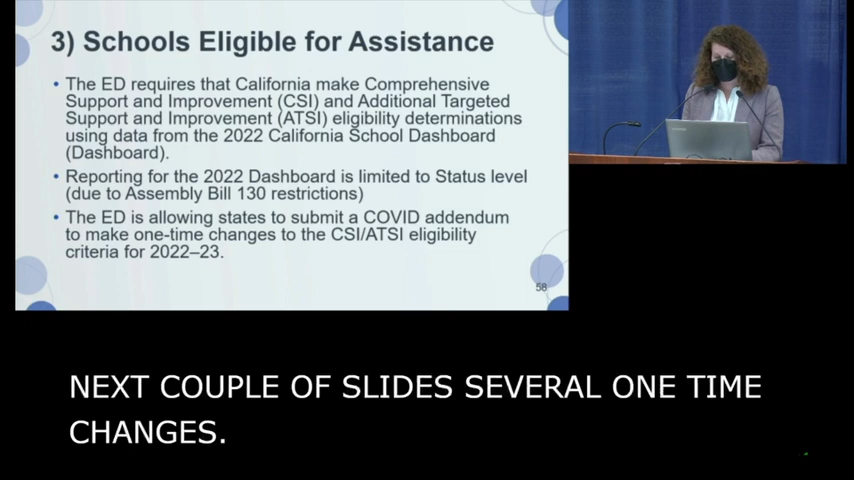 3) Schools Eligible for Assistance
• The ED requires that California make Comprehensive
Support and Improvement (CSI) and Additional Targeted
Support and Improvement (ATSI) eligibility determinations
using data from the 2022 California School Dashboard
(Dashboard).
• Reporting for the 2022 Dashboard is limited to Status level
(due to Assembly Bill 130 restrictions)
• The ED is allowing states to submit a COVID addendum
to make one-time changes to the CSI/ATSI eligibility
criteria for 2022–23.
58
NEXT COUPLE OF SLIDES SEVERAL ONE TIME
CHANGES.